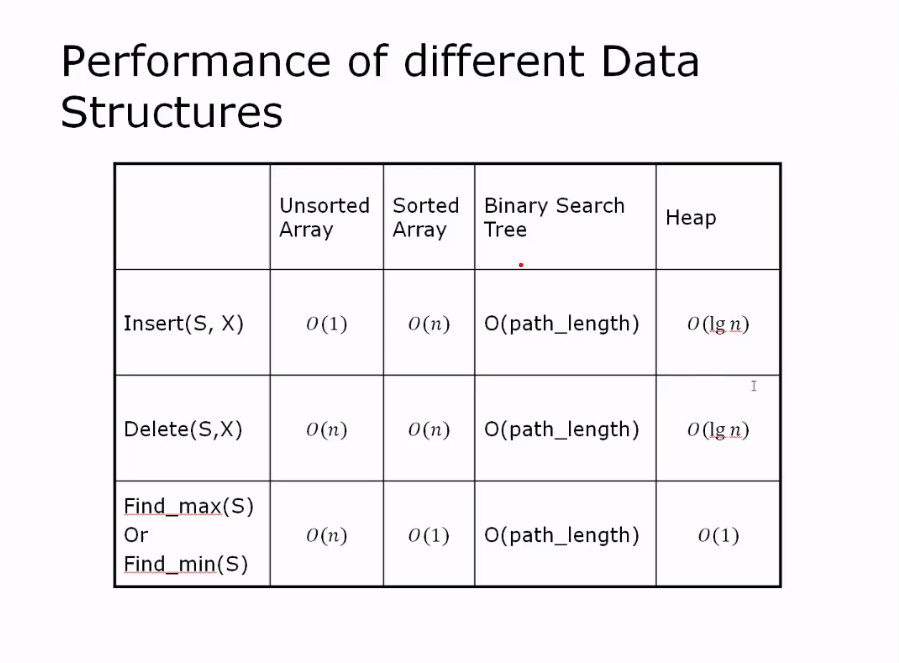 Performance of different Data
Structures
Unsorted
Array
Sorted
Array
Binary Search
Tree
Heap
Insert(S, X)
O(1)
O(n)
O(path_length)
O(lg n)
Delete(S,X)
O(n)
O(n)
O(path_length)
O(lg n)
Find_max(S)
Or
Find_min(S)
O(n)
O(1)
O(path_length)
O(1)